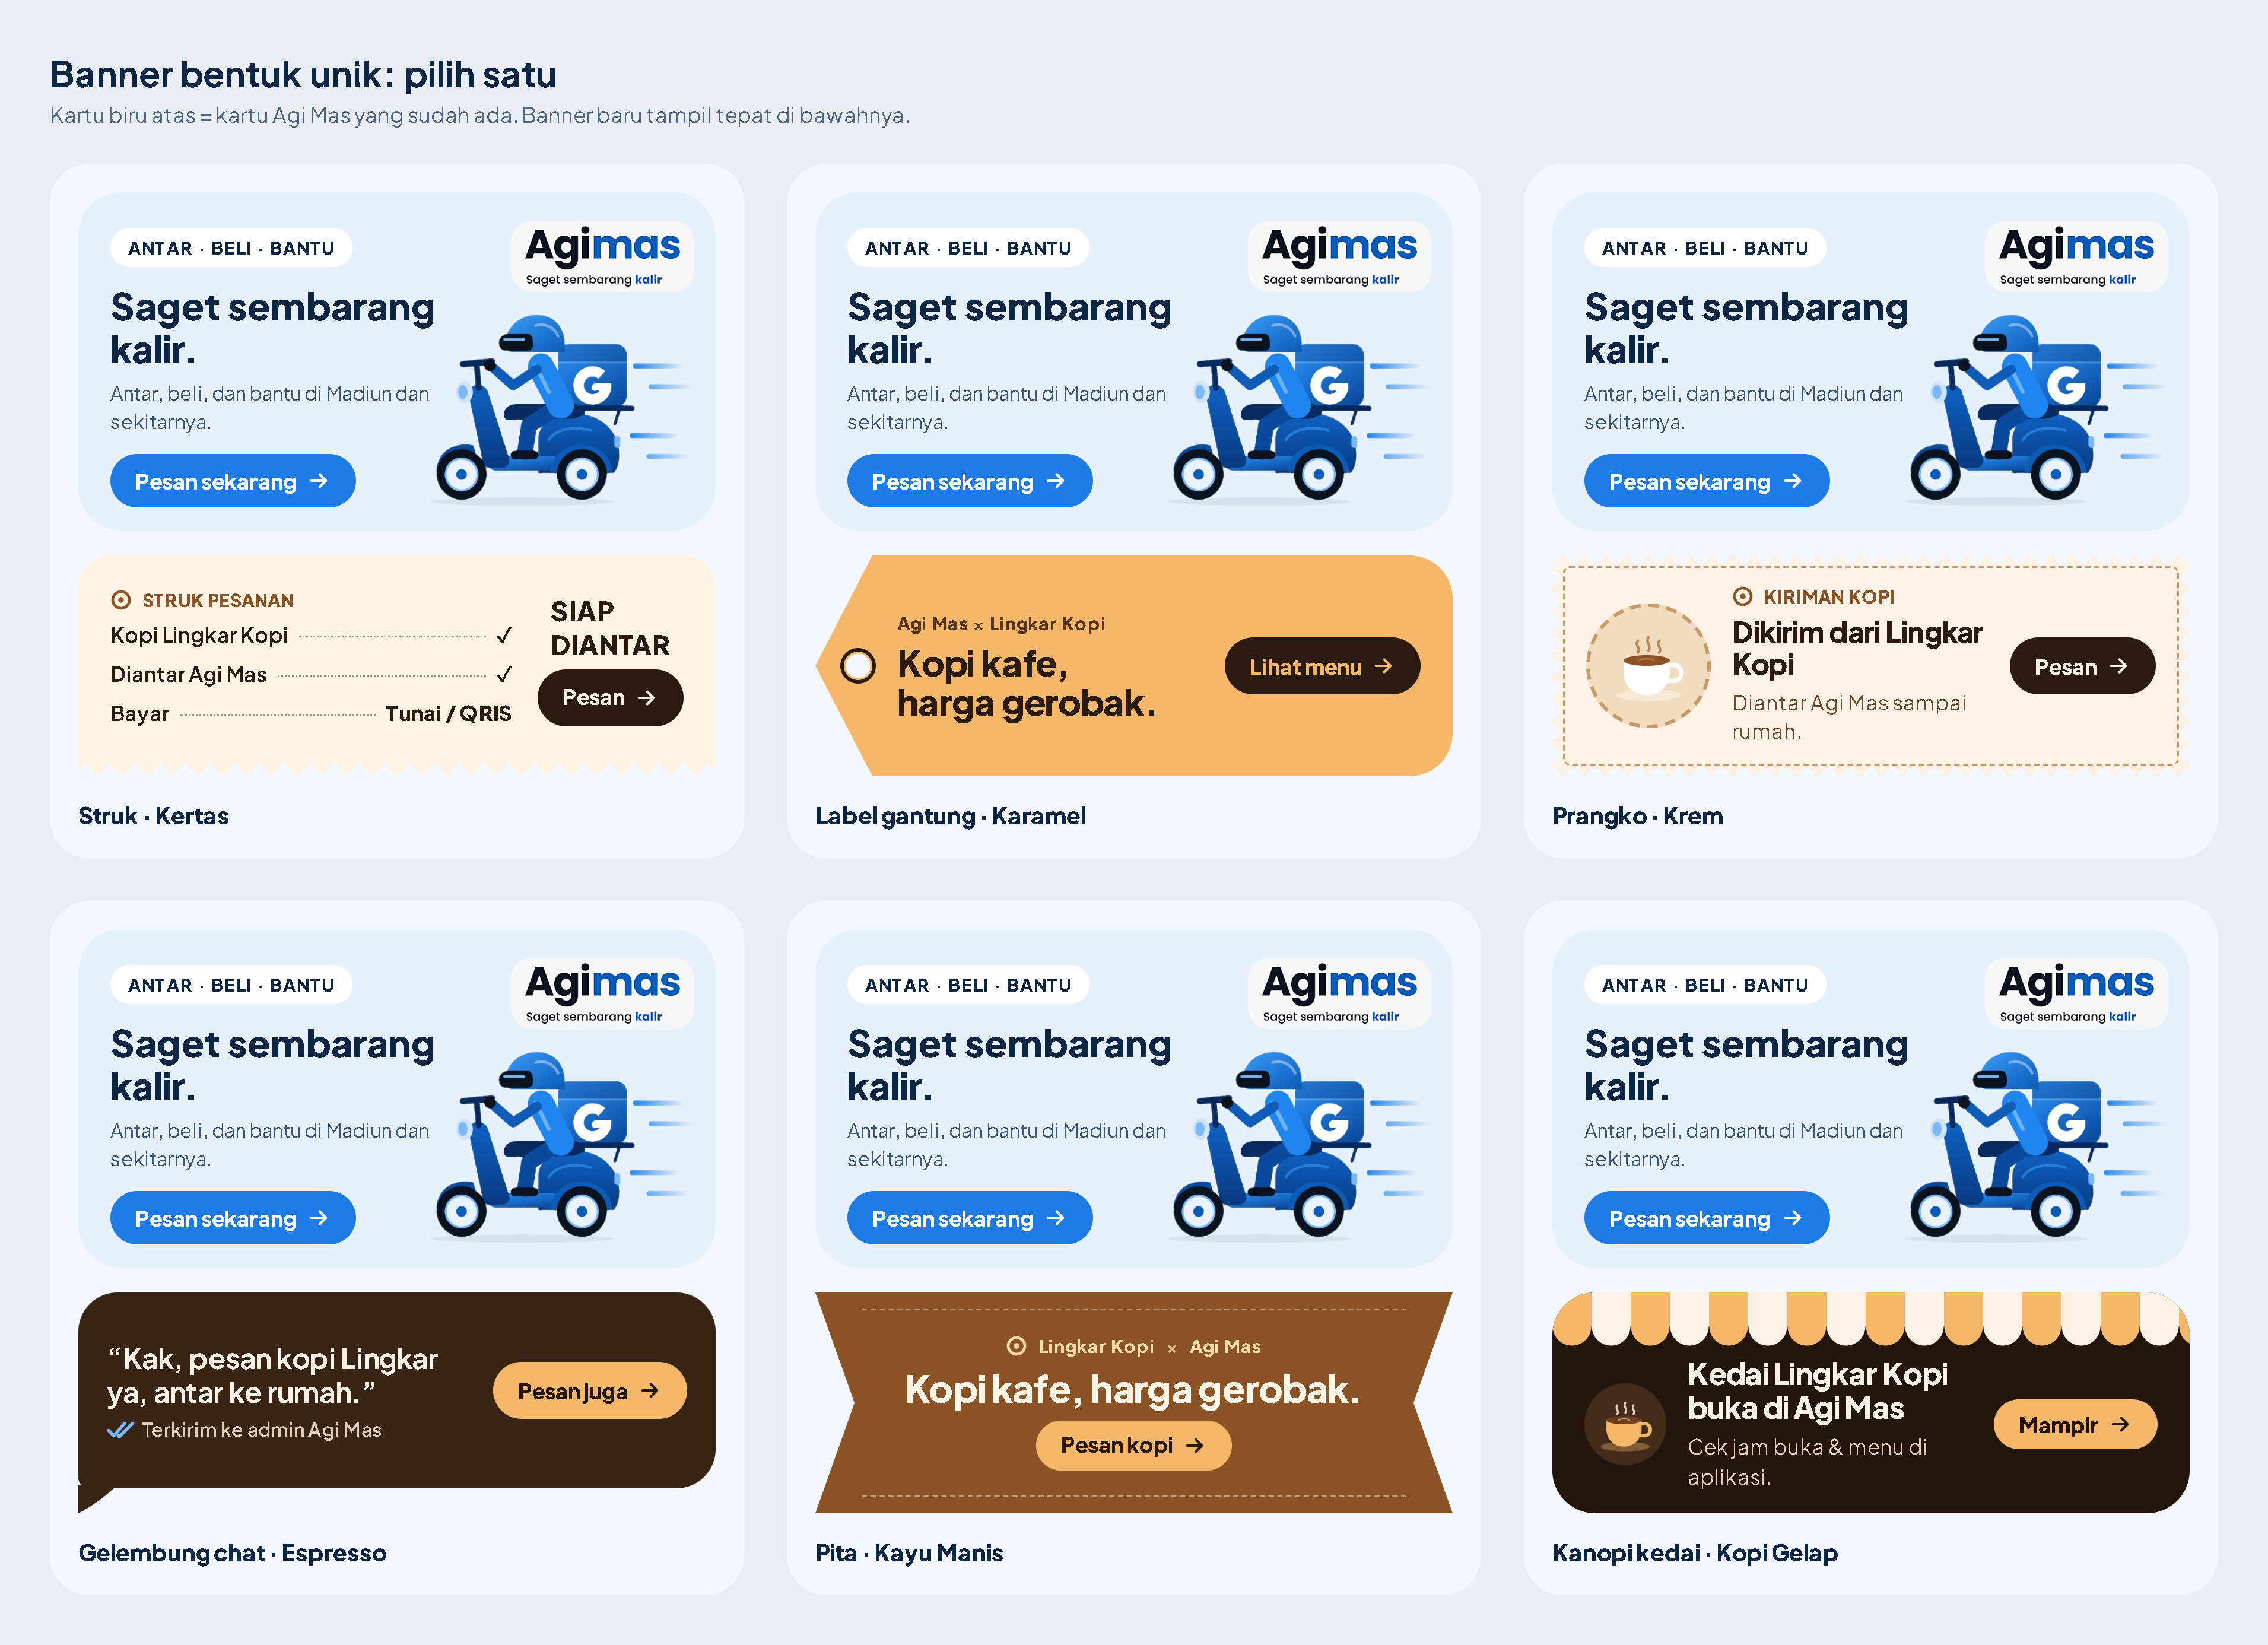 Banner bentuk unik: pilih satu
Kartu biru atas = kartu Agi Mas yang sudah ada. Banner baru tampil tepat di bawahnya.
ANTAR · BELI · BANTU
Agimas
Saget sembarang kalir
Saget sembarang
kalir.
Antar, beli, dan bantu di Madiun dan
sekitarnya.
Pesan sekarang →
G
STRUK PESANAN
Kopi Lingkar Kopi ✓
Diantar Agi Mas ✓
Bayar Tunai / QRIS
SIAP
DIANTAR
Pesan →
Struk · Kertas
ANTAR · BELI · BANTU
Agimas
Saget sembarang kalir
Saget sembarang
kalir.
Antar, beli, dan bantu di Madiun dan
sekitarnya.
Pesan sekarang →
G
Agi Mas × Lingkar Kopi
Kopi kafe,
harga gerobak.
Lihat menu →
Label gantung · Karamel
ANTAR · BELI · BANTU
Agimas
Saget sembarang kalir
Saget sembarang
kalir.
Antar, beli, dan bantu di Madiun dan
sekitarnya.
Pesan sekarang →
G
KIRIMAN KOPI
Dikirim dari Lingkar
Kopi
Diantar Agi Mas sampai
rumah.
Pesan →
Prangko · Krem
ANTAR · BELI · BANTU
Agimas
Saget sembarang kalir
Saget sembarang
kalir.
Antar, beli, dan bantu di Madiun dan
sekitarnya.
Pesan sekarang →
G
“Kak, pesan kopi Lingkar
ya, antar ke rumah.”
Terkirim ke admin Agi Mas
Pesan juga →
Gelembung chat · Espresso
ANTAR · BELI · BANTU
Agimas
Saget sembarang kalir
Saget sembarang
kalir.
Antar, beli, dan bantu di Madiun dan
sekitarnya.
Pesan sekarang →
G
Lingkar Kopi × Agi Mas
Kopi kafe, harga gerobak.
Pesan kopi →
Pita · Kayu Manis
ANTAR · BELI · BANTU
Agimas
Saget sembarang kalir
Saget sembarang
kalir.
Antar, beli, dan bantu di Madiun dan
sekitarnya.
Pesan sekarang →
G
Kedai Lingkar Kopi
buka di Agi Mas
Cek jam buka & menu di
aplikasi.
Mampir →
Kanopi kedai · Kopi Gelap